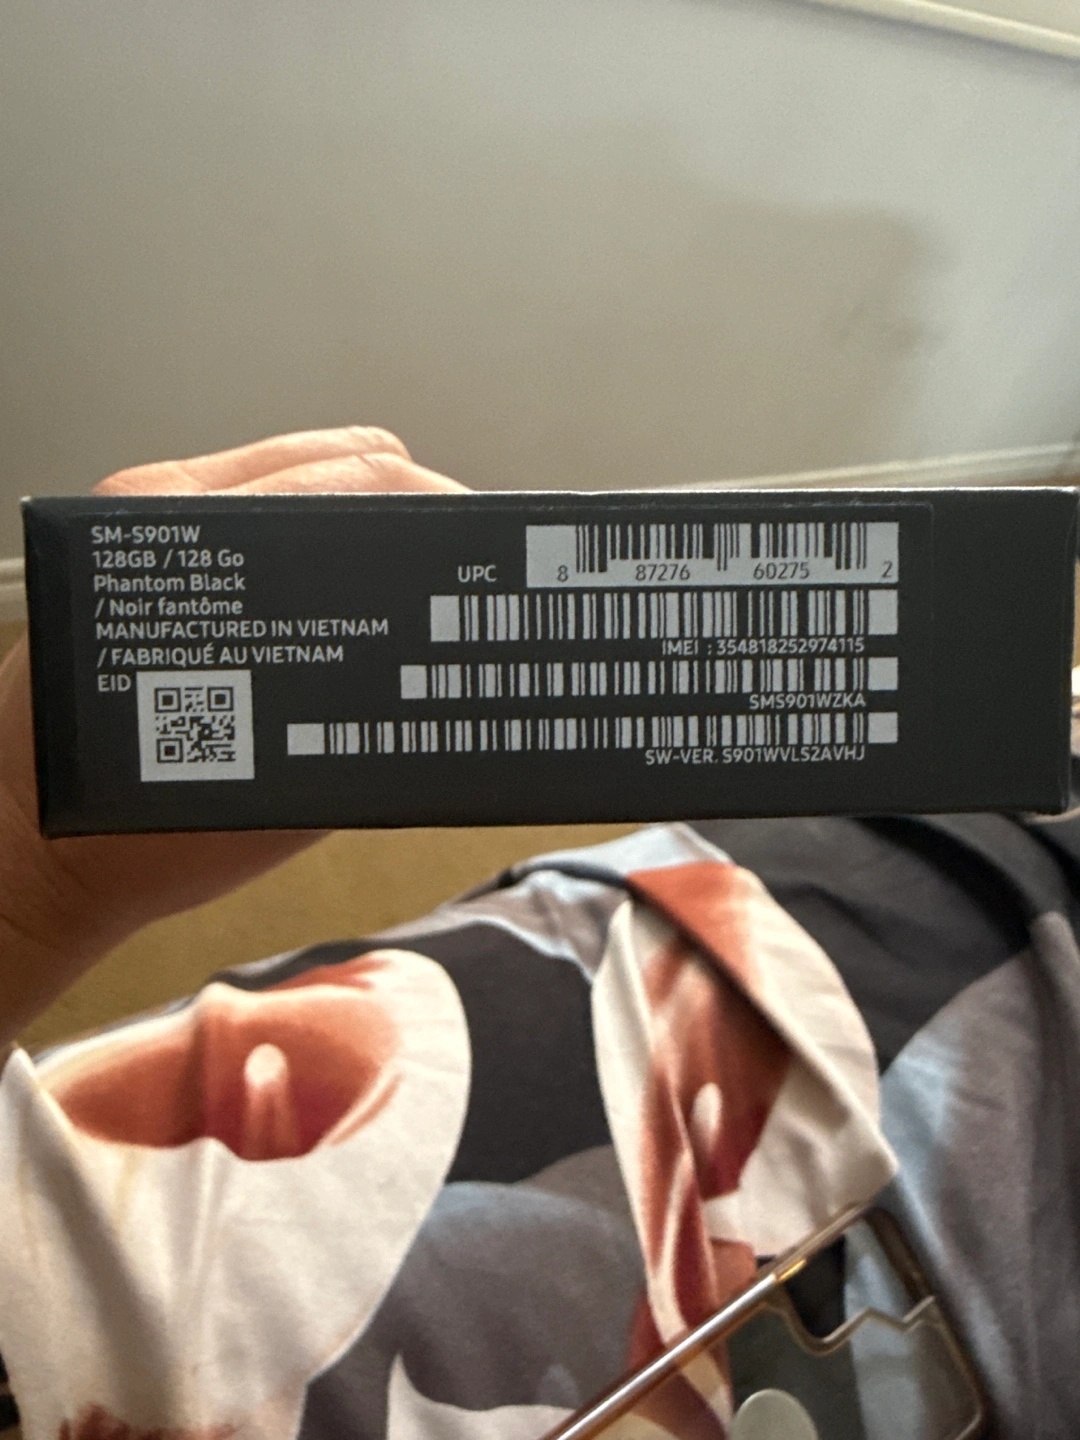 SM-S901W
128GB / 128 Go
Phantom Black
/ Noir fantôme
MANUFACTURED IN VIETNAM
/ FABRIQUÉ AU VIETNAM
EID
UPC
8 87276 60275 2
IMEI : 354818252974115
SMS901WZKA
SW-VER. S901WVLS2AVHJ